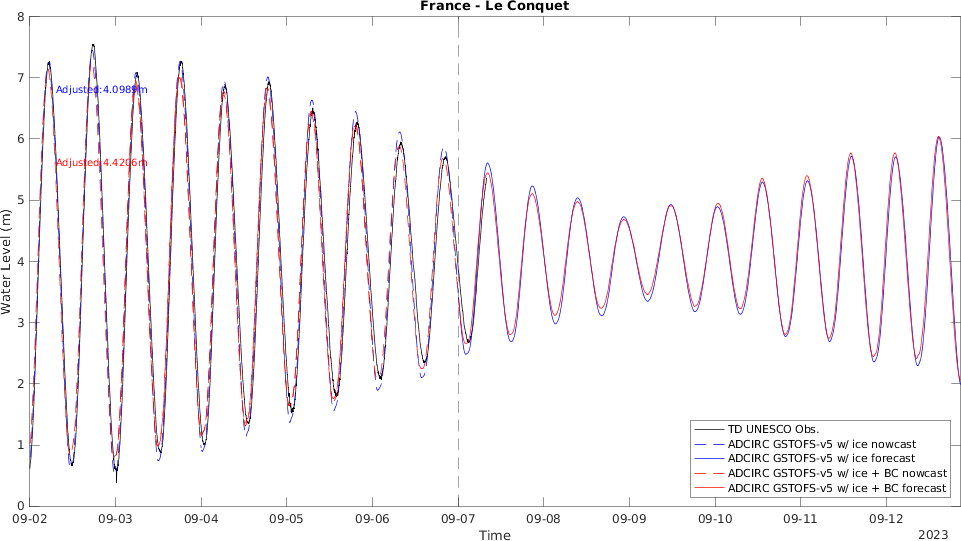 France - Le Conquet
8
7
6
5
4
3
2
1
0
Water Level (m)
Adjusted:4.0989m
Adjusted:4.4206m
TD UNESCO Obs.
ADCIRC GSTOFS-v5 w/ ice nowcast
ADCIRC GSTOFS-v5 w/ ice forecast
ADCIRC GSTOFS-v5 w/ ice + BC nowcast
ADCIRC GSTOFS-v5 w/ ice + BC forecast
09-02 09-03 09-04 09-05 09-06 09-07 09-08 09-09 09-10 09-11 09-12
Time
2023